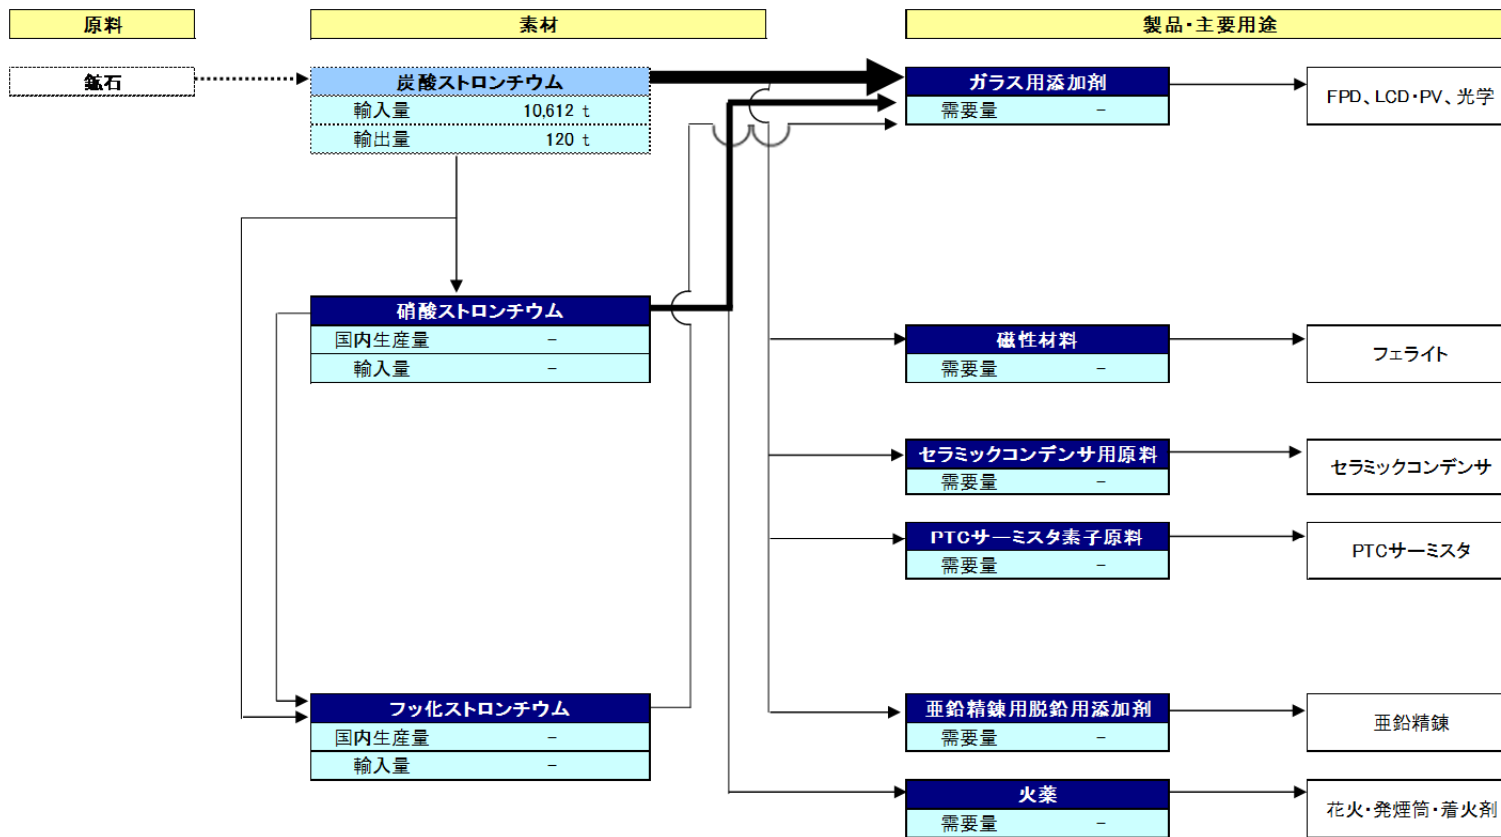 原料
素材
製品・主要用途
鉱石
炭酸ストロンチウム
輸入量 10,612 t
輸出量 120 t
ガラス用添加剤
需要量 -
FPD、LCD・PV、光学
硝酸ストロンチウム
国内生産量 -
輸入量 -
磁性材料
需要量 -
フェライト
セラミックコンデンサ用原料
需要量 -
セラミックコンデンサ
PTCサーミスタ素子原料
需要量 -
PTCサーミスタ
フッ化ストロンチウム
国内生産量 -
輸入量 -
亜鉛精錬用脱鉛用添加剤
需要量 -
亜鉛精錬
火薬
需要量 -
花火・発煙筒・着火剤